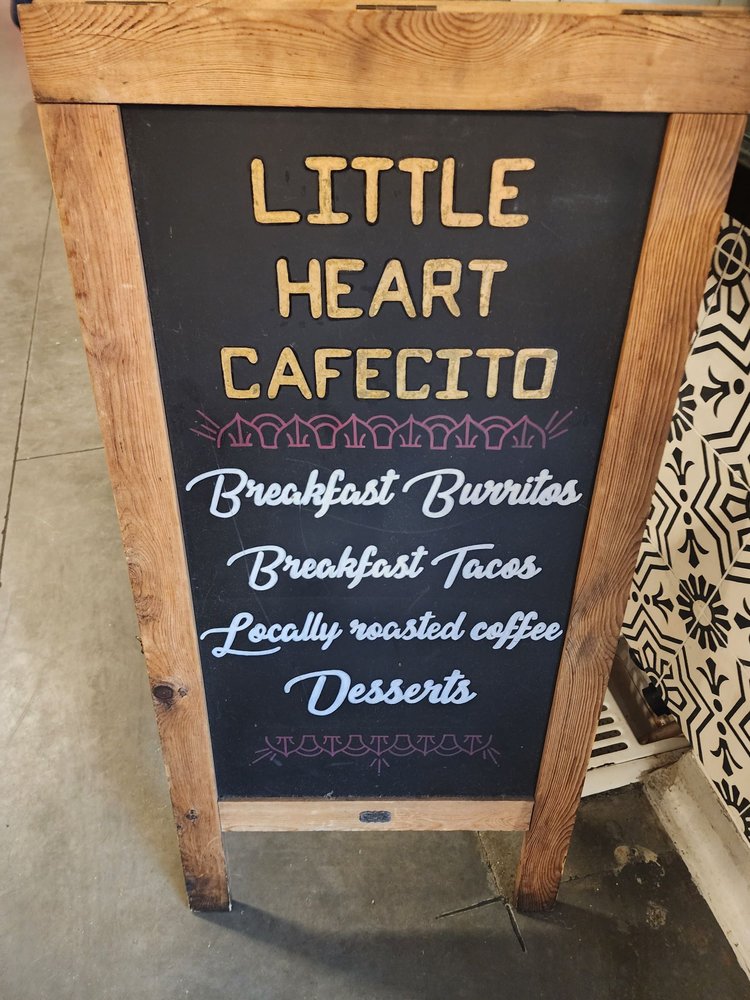 LITTLE
HEART
CAFECITO
Breakfast Burritos
Breakfast Tacos
Locally roasted coffee
Desserts